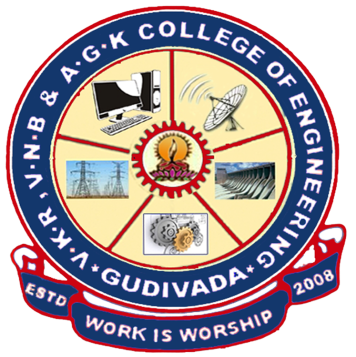 V·K·R, V·N·B & A·G·K COLLEGE OF ENGINEERING
GUDIVADA
ESTD
2008
WORK IS WORSHIP